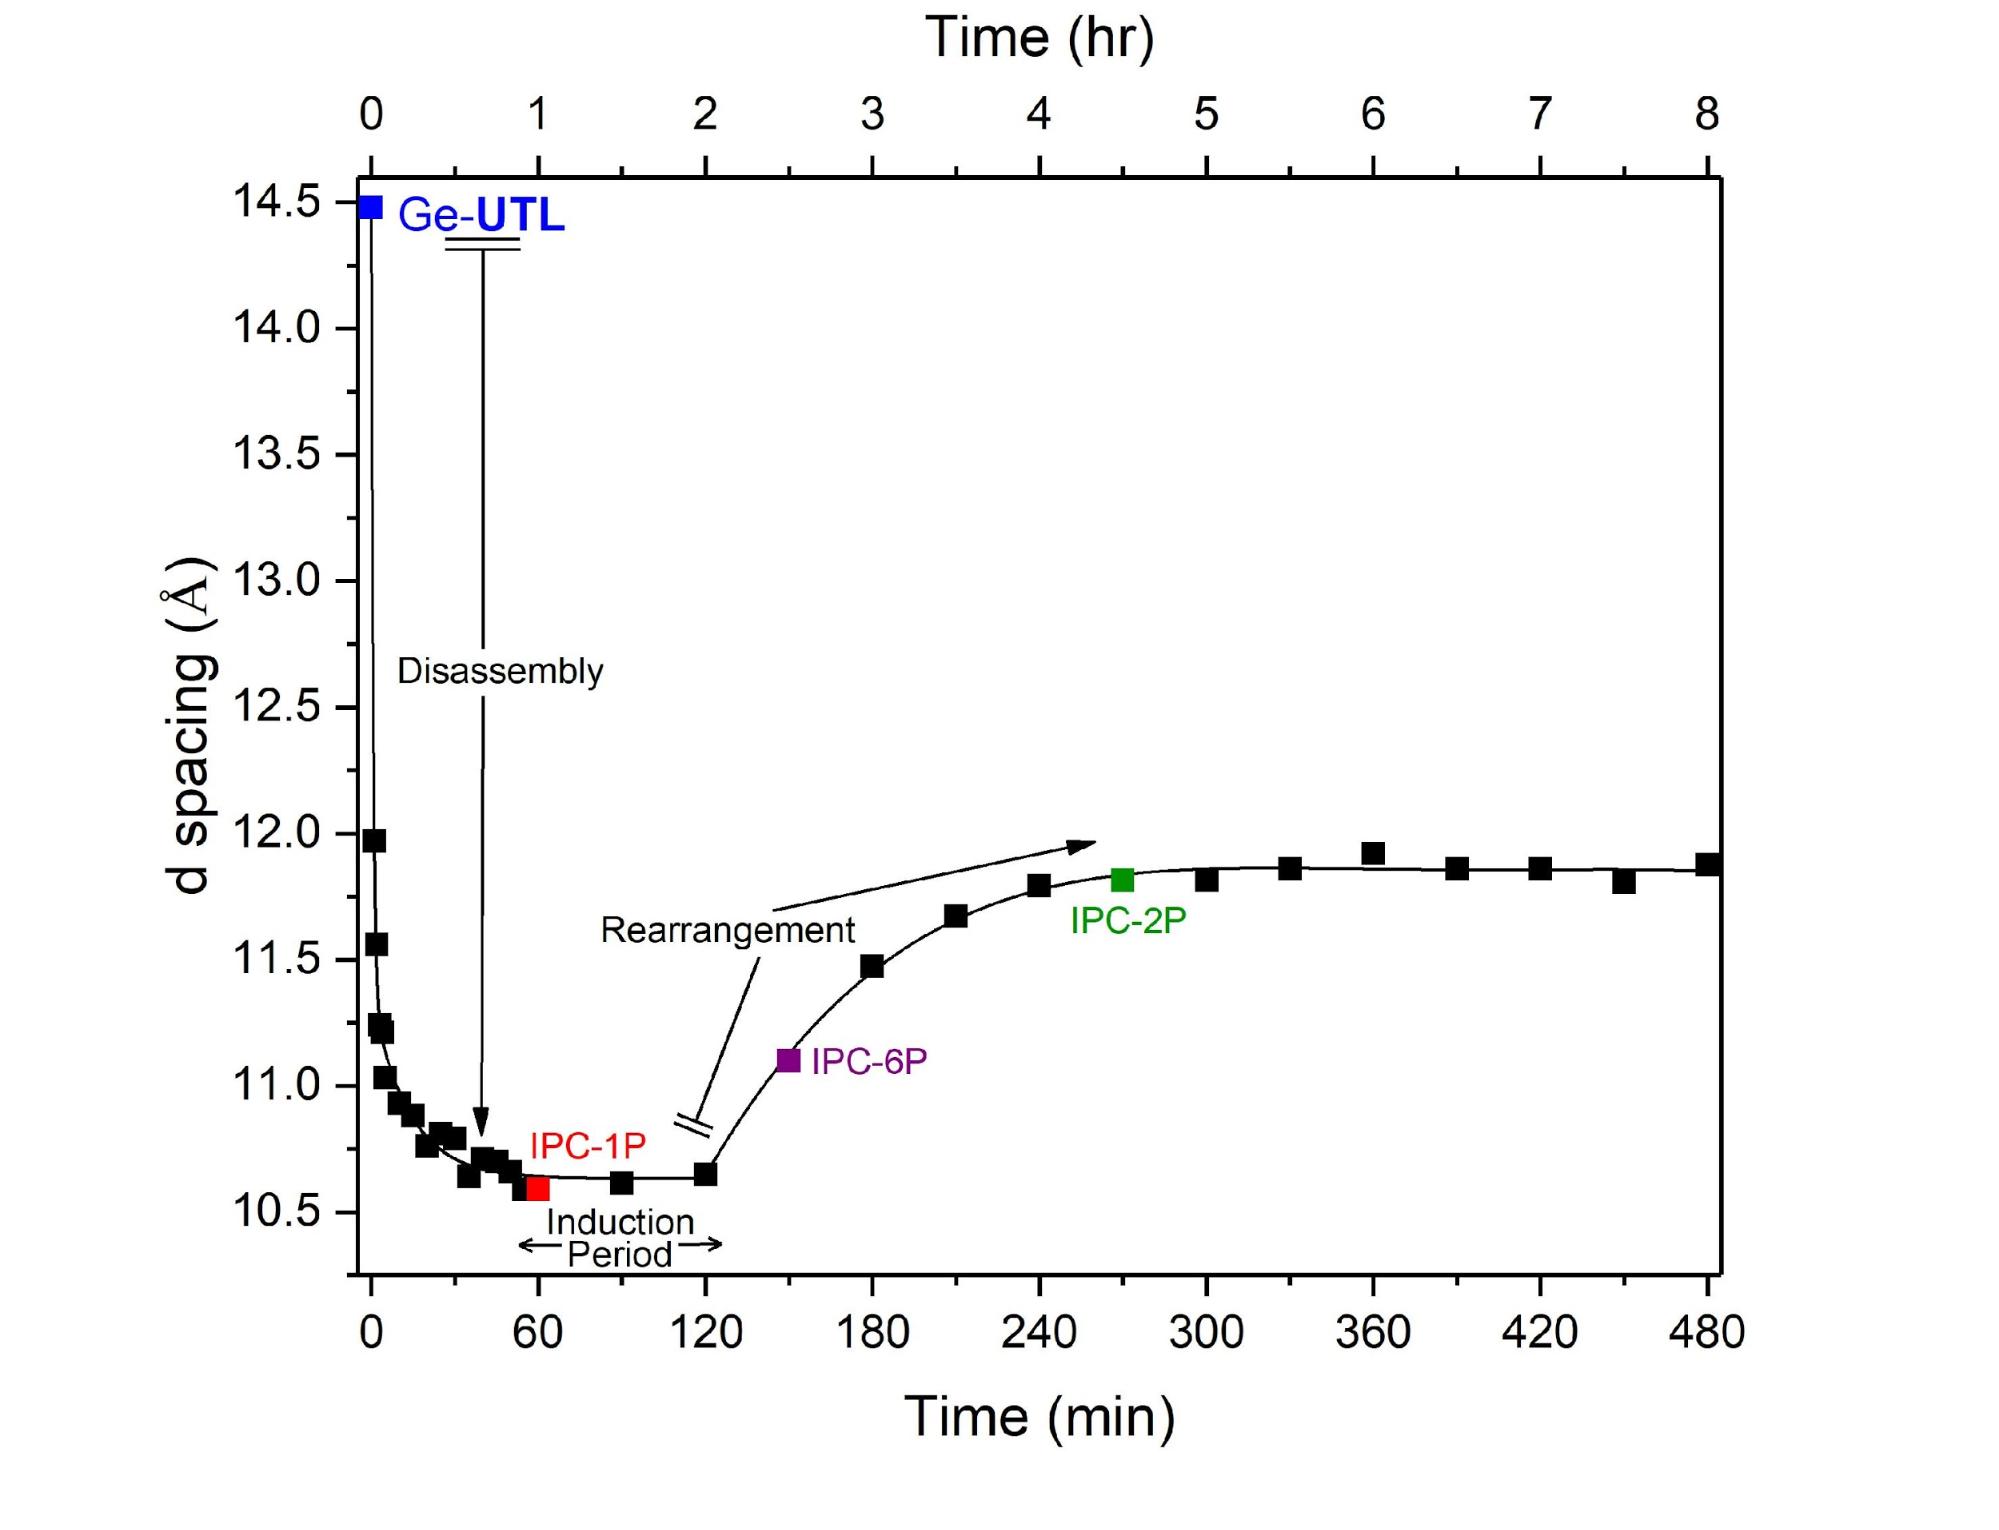 Time (hr)
0 1 2 3 4 5 6 7 8
14.5
Ge-UTL
14.0
13.5
13.0
Disassembly
12.5
12.0
Rearrangement
IPC-2P
11.5
IPC-6P
11.0
IPC-1P
10.5
Induction
Period
d spacing (Å)
0 60 120 180 240 300 360 420 480
Time (min)